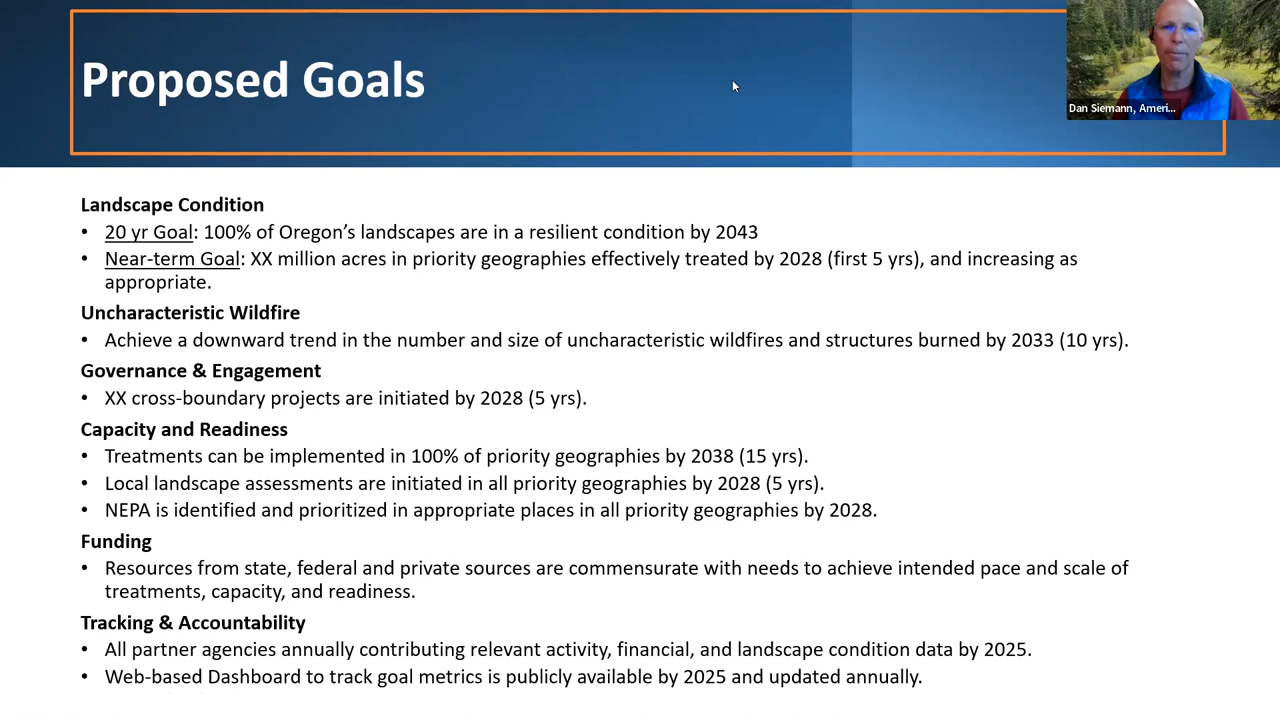 Proposed Goals
Dan Siemann, Ameri...
Landscape Condition
• 20 yr Goal: 100% of Oregon’s landscapes are in a resilient condition by 2043
• Near-term Goal: XX million acres in priority geographies effectively treated by 2028 (first 5 yrs), and increasing as
appropriate.
Uncharacteristic Wildfire
• Achieve a downward trend in the number and size of uncharacteristic wildfires and structures burned by 2033 (10 yrs).
Governance & Engagement
• XX cross-boundary projects are initiated by 2028 (5 yrs).
Capacity and Readiness
• Treatments can be implemented in 100% of priority geographies by 2038 (15 yrs).
• Local landscape assessments are initiated in all priority geographies by 2028 (5 yrs).
• NEPA is identified and prioritized in appropriate places in all priority geographies by 2028.
Funding
• Resources from state, federal and private sources are commensurate with needs to achieve intended pace and scale of
treatments, capacity, and readiness.
Tracking & Accountability
• All partner agencies annually contributing relevant activity, financial, and landscape condition data by 2025.
• Web-based Dashboard to track goal metrics is publicly available by 2025 and updated annually.